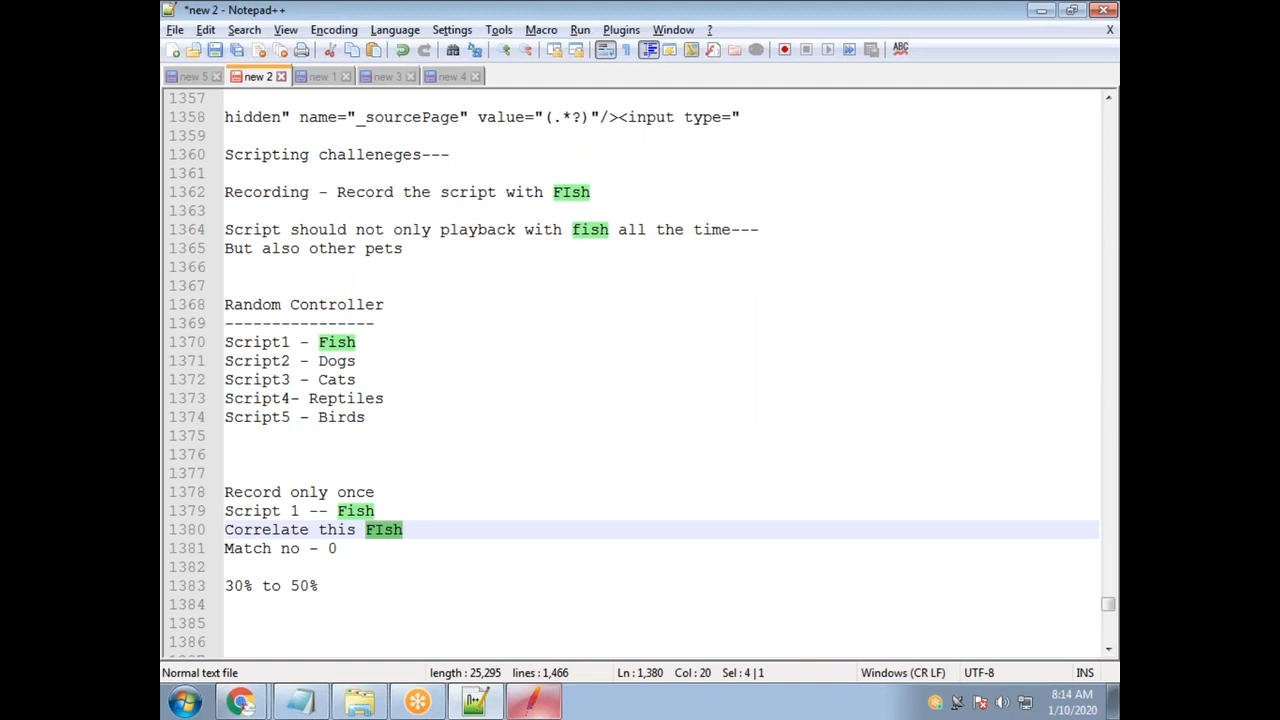 *new 2 - Notepad++
File Edit Search View Encoding Language Settings Tools Macro Run Plugins Window ? X
ABC
new 5 new 2 new 1 new 3 new 4
1357
1358 hidden" name="_sourcePage" value="(.*?)"/><input type="
1359
1360 Scripting challeneges---
1361
1362 Recording - Record the script with FIsh
1363
1364 Script should not only playback with fish all the time---
1365 But also other pets
1366
1367
1368 Random Controller
1369 ----------------
1370 Script1 - Fish
1371 Script2 - Dogs
1372 Script3 - Cats
1373 Script4- Reptiles
1374 Script5 - Birds
1375
1376
1377
1378 Record only once
1379 Script 1 -- Fish
1380 Correlate this FIsh
1381 Match no - 0
1382
1383 30% to 50%
1384
1385
1386
Normal text file length : 25,295 lines : 1,466 Ln : 1,380 Col : 20 Sel : 4 | 1 Windows (CR LF) UTF-8 INS
8:14 AM
1/10/2020